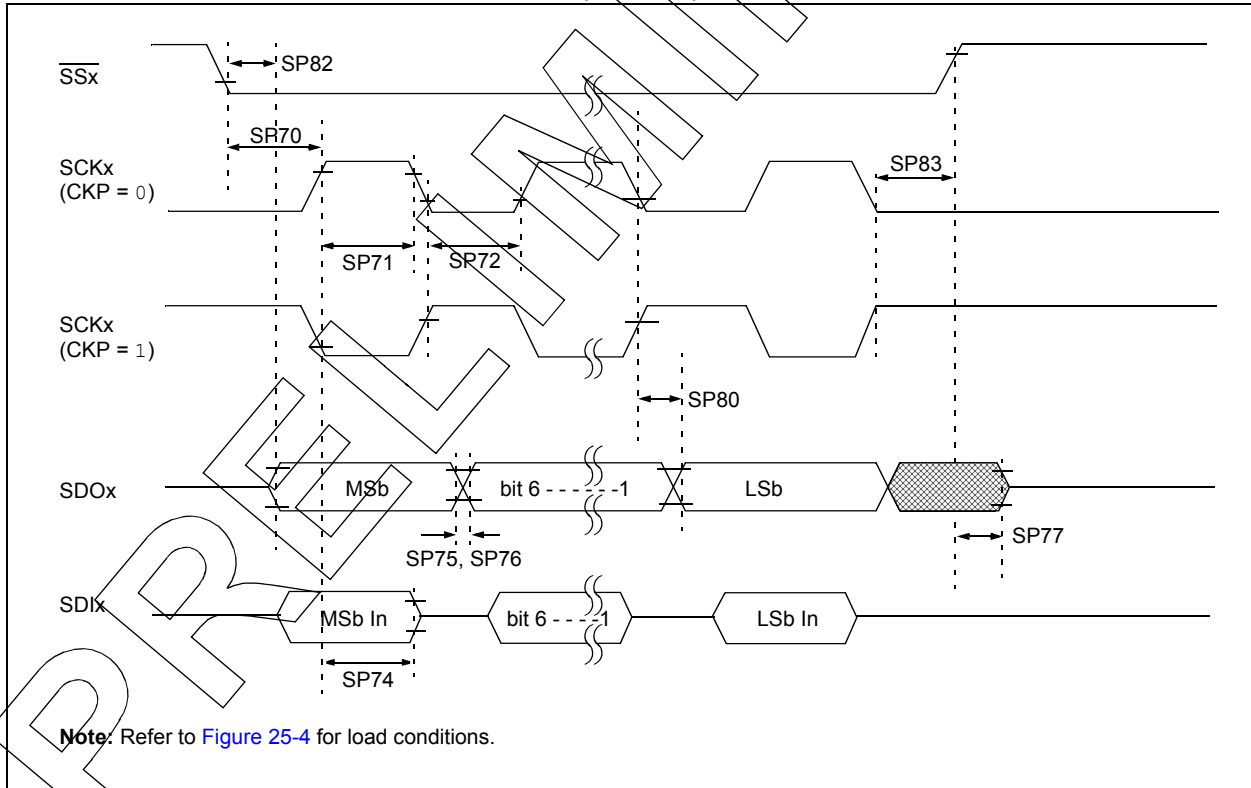 SSx
SP82
SP70
SCKx
(CKP = 0)
SP83
SP71
SP72
SCKx
(CKP = 1)
SP80
SDOx
MSb
bit 6 - - - - - -1
LSb
SP75, SP76
SP77
SDIx
MSb In
bit 6 - - - -1
LSb In
SP74
Note: Refer to Figure 25-4 for load conditions.
PRELIMIN